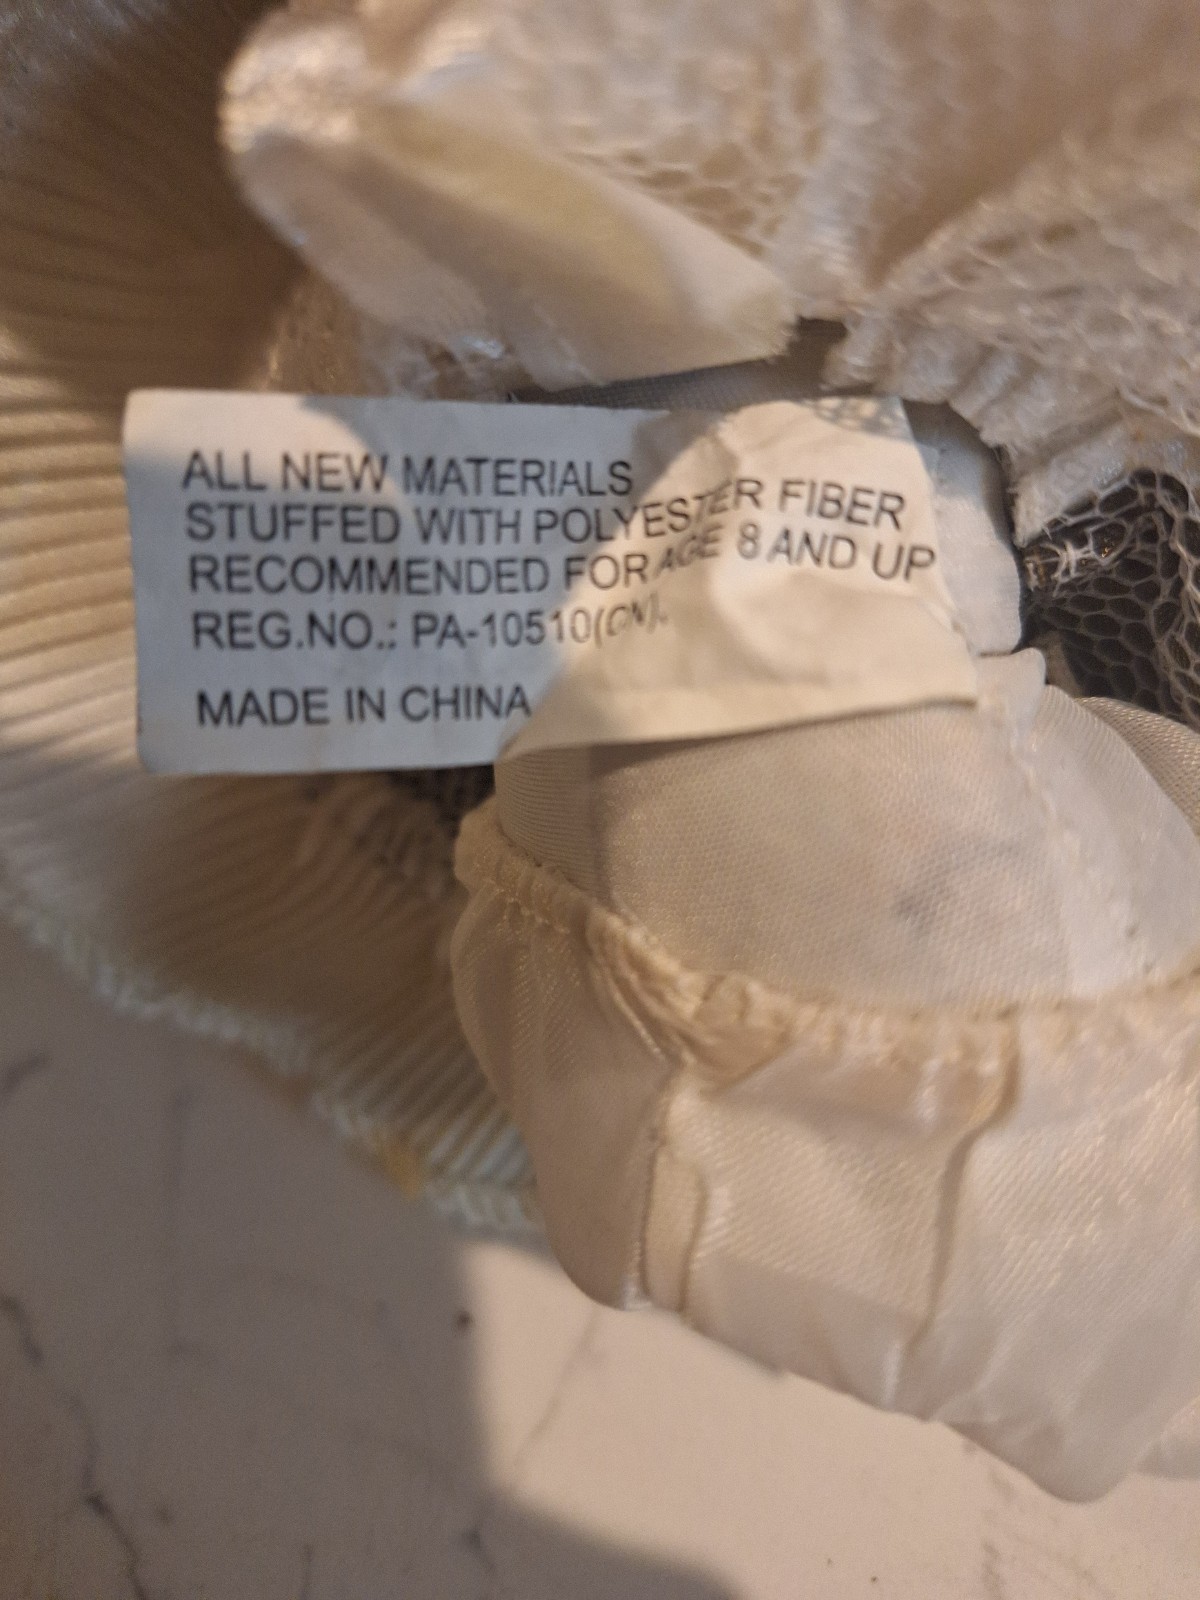 ALL NEW MATERIALS
STUFFED WITH POLYESTER FIBER
RECOMMENDED FOR AGE 8 AND UP
REG.NO.: PA-10510(CN).
MADE IN CHINA